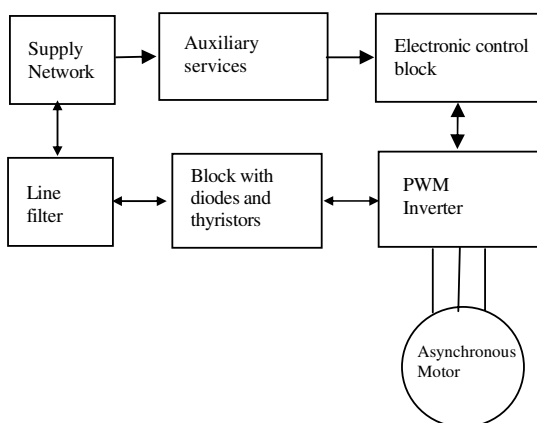 Supply
Network
Auxiliary
services
Electronic control
block
Line
filter
Block with
diodes and
thyristors
PWM
Inverter
Asynchronous
Motor